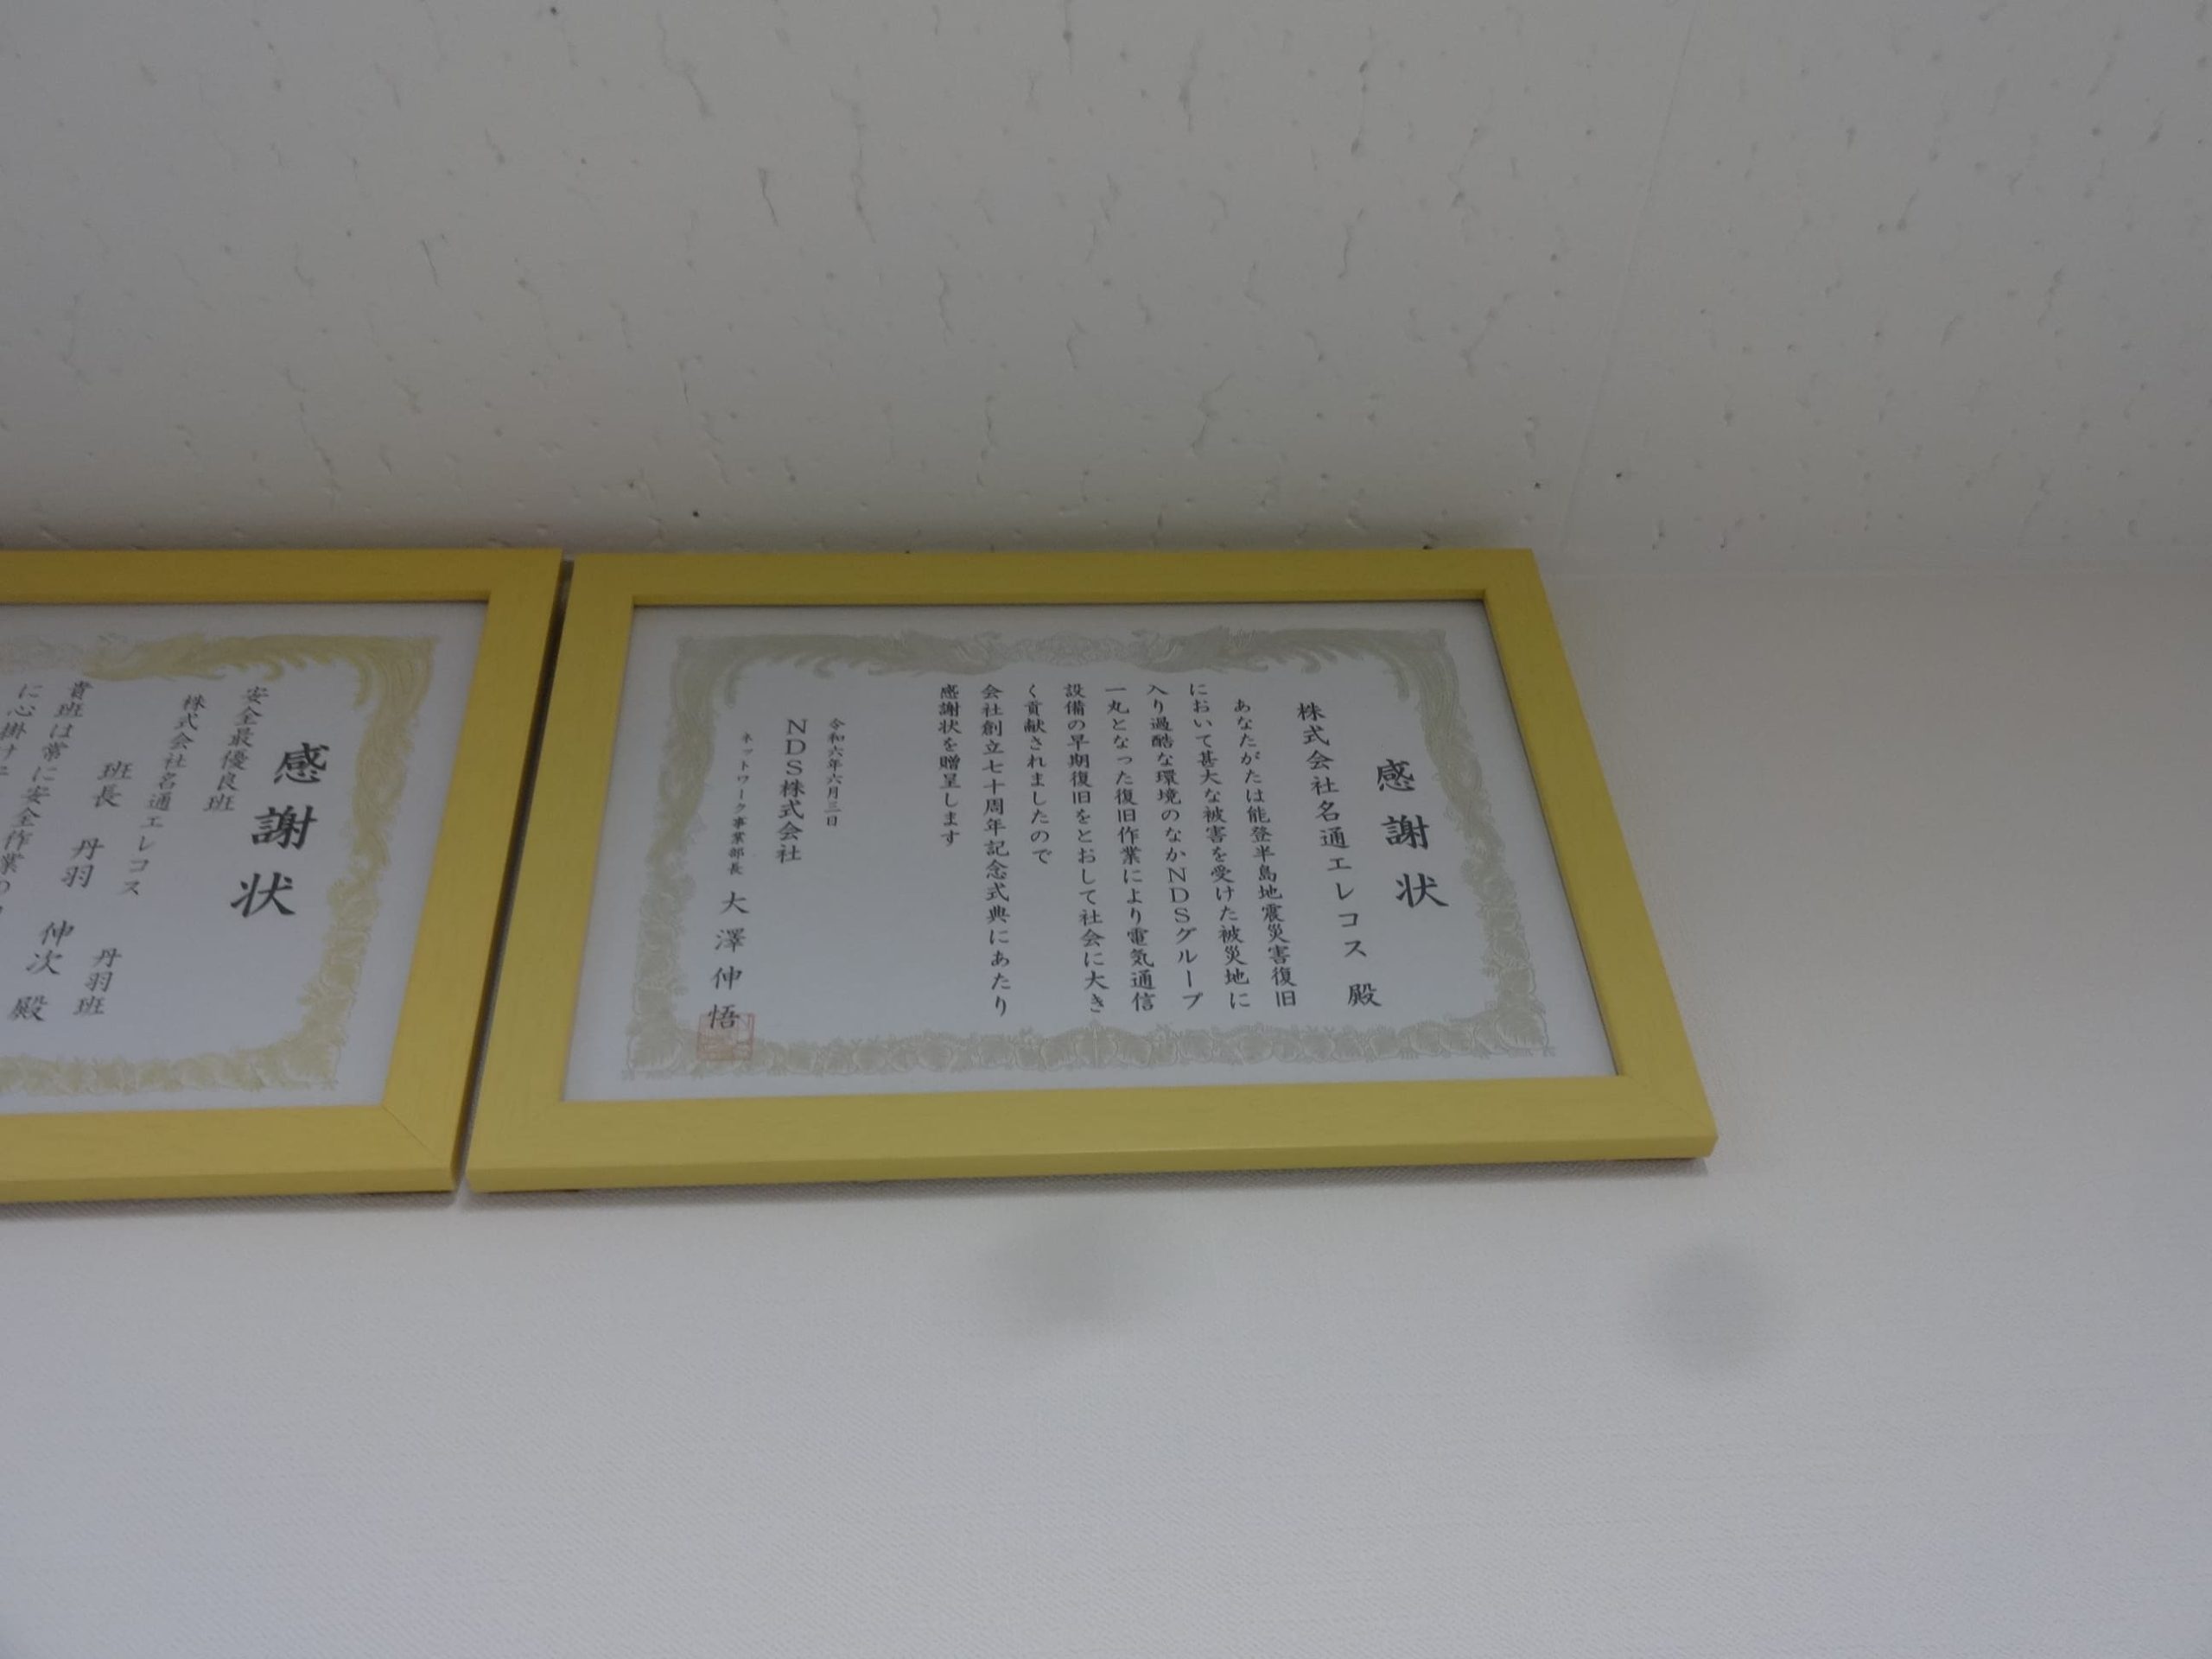 感謝状
株式会社名通エレコス 殿
あなたがたは能登半島地震災害復旧
において甚大な被害を受けた被災地に
入り過酷な環境のなかNDSグループ
一丸となった復旧作業により電気通信
設備の早期復旧をとおして社会に大き
く貢献されましたので
会社創立七十周年記念式典にあたり
感謝状を贈呈します
令和六年六月三日
NDS株式会社
ネットワーク事業部長 大澤伸悟
感謝状
安全最優良班
株式会社名通エレコス 丹羽班
班長 丹羽 伸次 殿
貴班は常に安全作業の
に心掛け